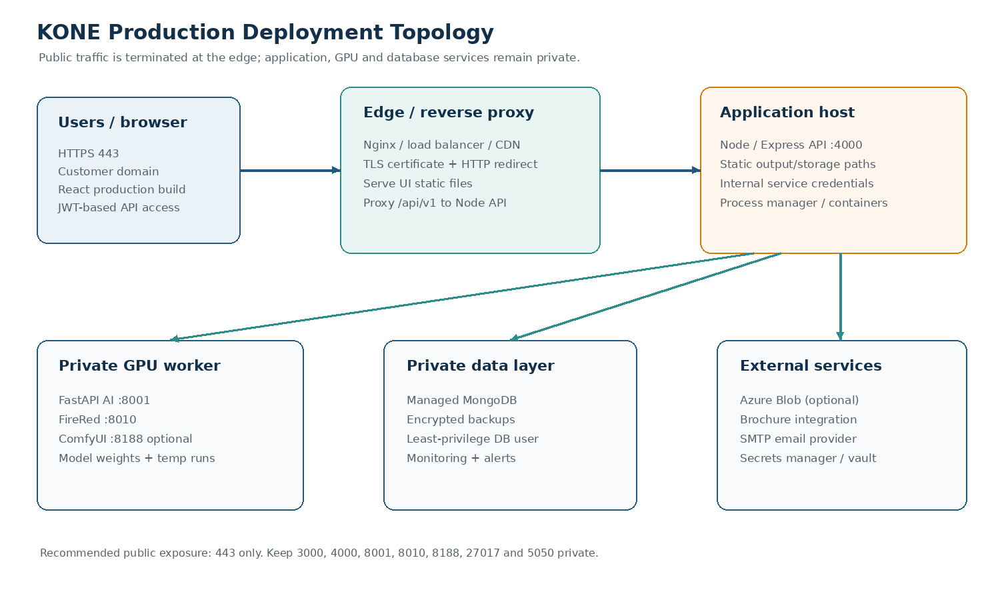 KONE Production Deployment Topology
Public traffic is terminated at the edge; application, GPU and database services remain private.
Users / browser
HTTPS 443
Customer domain
React production build
JWT-based API access
Edge / reverse proxy
Nginx / load balancer / CDN
TLS certificate + HTTP redirect
Serve UI static files
Proxy /api/v1 to Node API
Application host
Node / Express API :4000
Static output/storage paths
Internal service credentials
Process manager / containers
Private GPU worker
FastAPI AI :8001
FireRed :8010
ComfyUI :8188 optional
Model weights + temp runs
Private data layer
Managed MongoDB
Encrypted backups
Least-privilege DB user
Monitoring + alerts
External services
Azure Blob (optional)
Brochure integration
SMTP email provider
Secrets manager / vault
Recommended public exposure: 443 only. Keep 3000, 4000, 8001, 8010, 8188, 27017 and 5050 private.